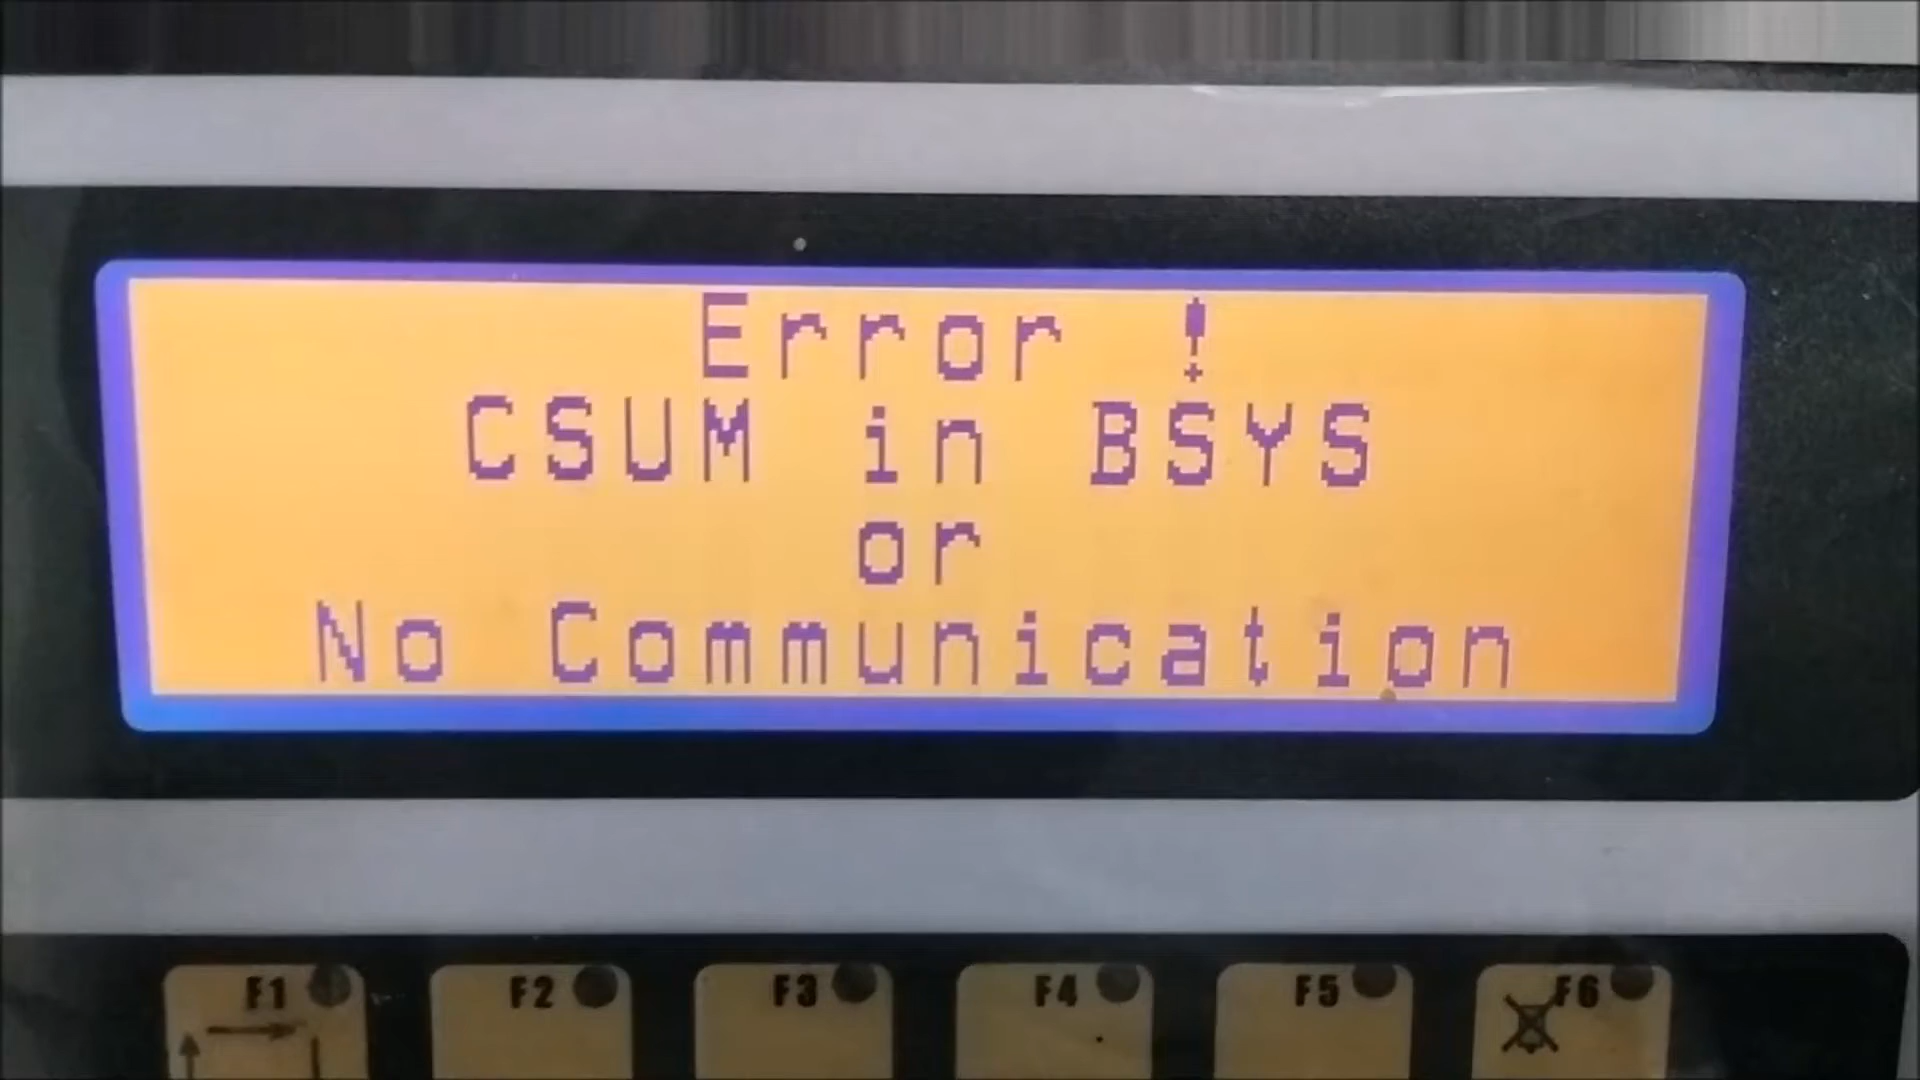 Error !
CSUM in BSYS
or
No Communication
F1 F2 F3 F4 F5 F6